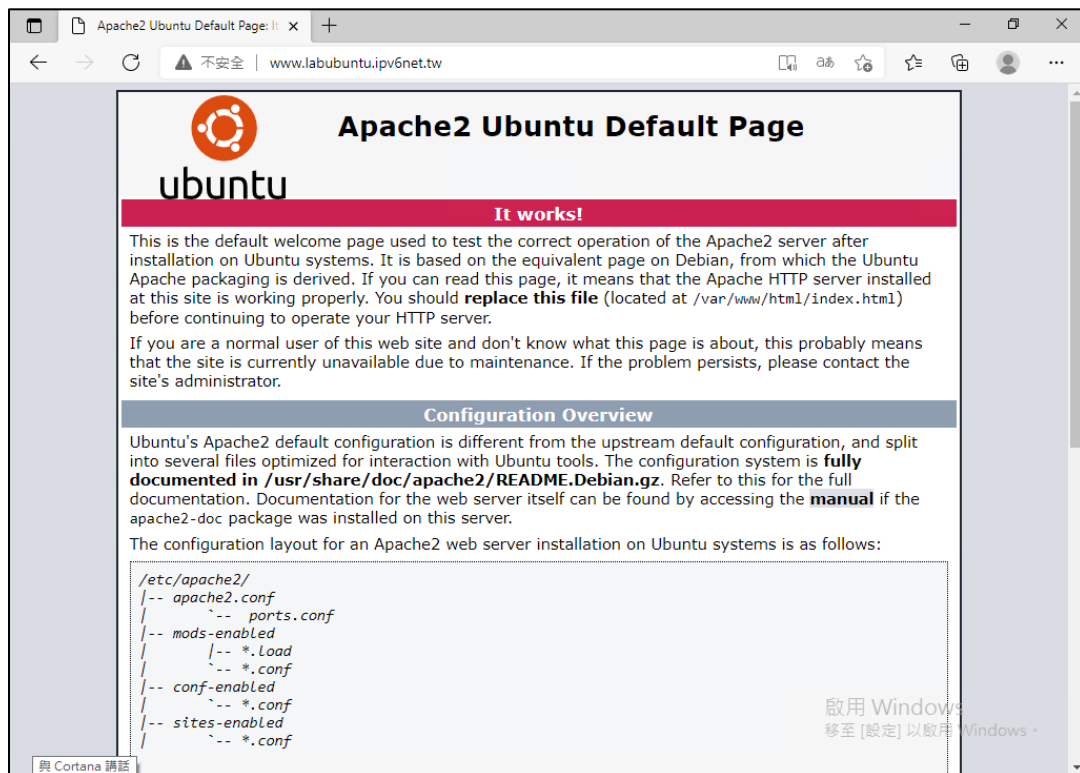 Apache2 Ubuntu Default Page: It
不安全
www.labubuntu.ipv6net.tw
aあ
ubuntu
Apache2 Ubuntu Default Page
It works!
This is the default welcome page used to test the correct operation of the Apache2 server after
installation on Ubuntu systems. It is based on the equivalent page on Debian, from which the Ubuntu
Apache packaging is derived. If you can read this page, it means that the Apache HTTP server installed
at this site is working properly. You should replace this file (located at /var/www/html/index.html)
before continuing to operate your HTTP server.
If you are a normal user of this web site and don't know what this page is about, this probably means
that the site is currently unavailable due to maintenance. If the problem persists, please contact the
site's administrator.
Configuration Overview
Ubuntu's Apache2 default configuration is different from the upstream default configuration, and split
into several files optimized for interaction with Ubuntu tools. The configuration system is fully
documented in /usr/share/doc/apache2/README.Debian.gz. Refer to this for the full
documentation. Documentation for the web server itself can be found by accessing the manual if the
apache2-doc package was installed on this server.
The configuration layout for an Apache2 web server installation on Ubuntu systems is as follows:
/etc/apache2/
|-- apache2.conf
|       `--  ports.conf
|-- mods-enabled
|       |-- *.load
|       `-- *.conf
|-- conf-enabled
|       `-- *.conf
|-- sites-enabled
|       `-- *.conf
啟用 Windows
移至 [設定] 以啟用 Windows。
與 Cortana 講話